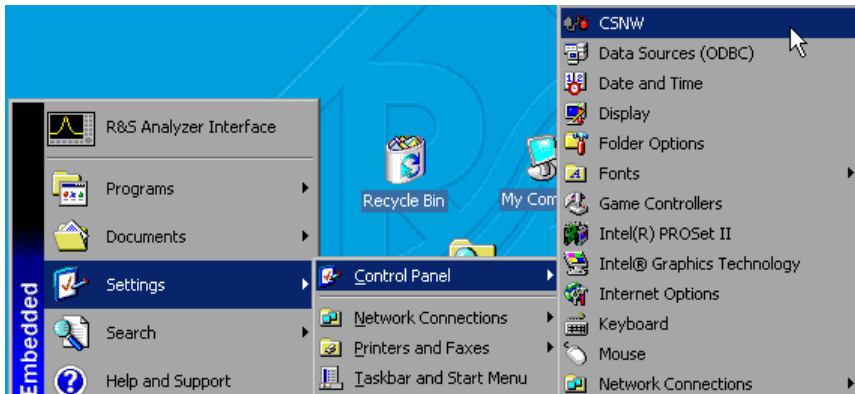 R&S Analyzer Interface
Programs
Documents
Settings
Search
Help and Support
Embedded
Recycle Bin
My Com
Control Panel
Network Connections
Printers and Faxes
Taskbar and Start Menu
CSNW
Data Sources (ODBC)
Date and Time
Display
Folder Options
Fonts
Game Controllers
Intel(R) PROSet II
Intel® Graphics Technology
Internet Options
Keyboard
Mouse
Network Connections